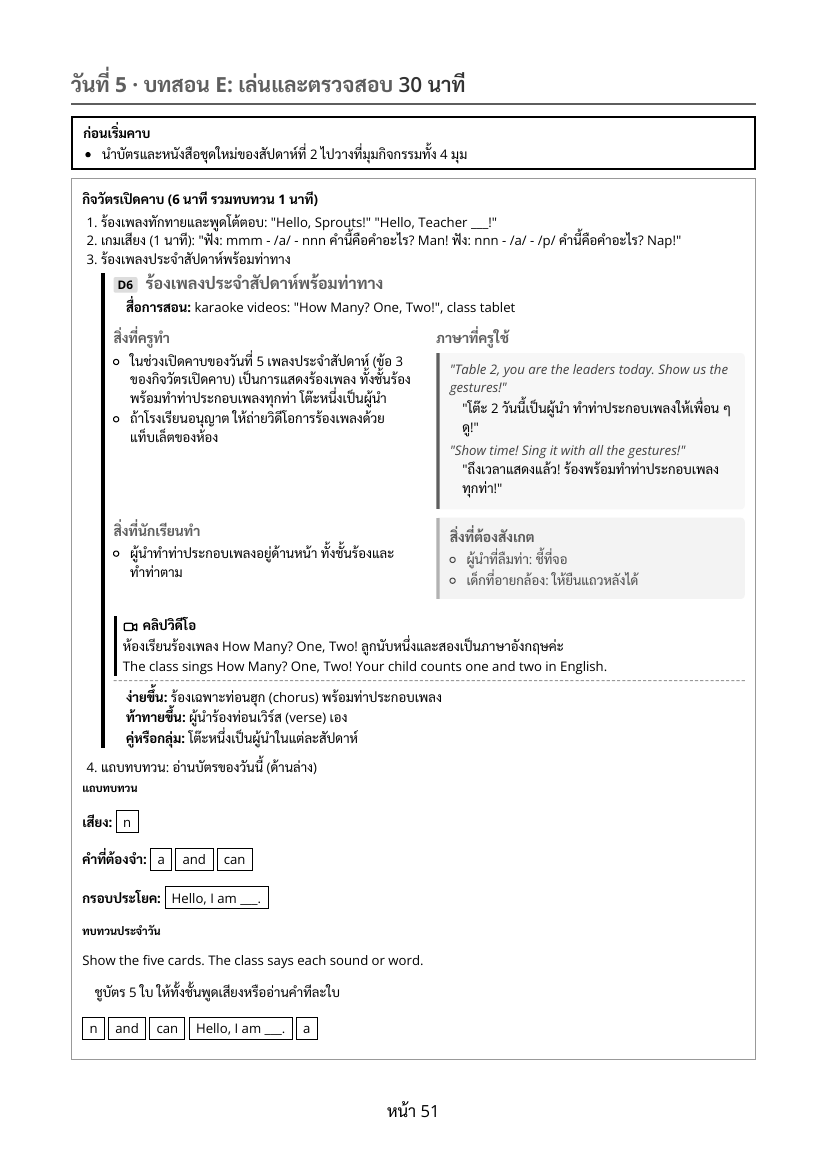 วันที่ 5 · บทสอน E: เล่นและตรวจสอบ 30 นาที
ก่อนเริ่มคาบ
• นำบัตรและหนังสือชุดใหม่ของสัปดาห์ที่ 2 ไปวางที่มุมกิจกรรมทั้ง 4 มุม
กิจวัตรเปิดคาบ (6 นาที รวมทบทวน 1 นาที)
1. ร้องเพลงทักทายและพูดโต้ตอบ: "Hello, Sprouts!" "Hello, Teacher ___!"
2. เกมเสียง (1 นาที): "ฟัง: mmm - /a/ - nnn คำนี้คือคำอะไร? Man! ฟัง: nnn - /a/ - /p/ คำนี้คือคำอะไร? Nap!"
3. ร้องเพลงประจำสัปดาห์พร้อมท่าทาง
D6 ร้องเพลงประจำสัปดาห์พร้อมท่าทาง
สื่อการสอน: karaoke videos: "How Many? One, Two!", class tablet
สิ่งที่ครูทำ
ในช่วงเปิดคาบของวันที่ 5 เพลงประจำสัปดาห์ (ข้อ 3
ของกิจวัตรเปิดคาบ) เป็นการแสดงร้องเพลง ทั้งชั้นร้อง
พร้อมทำท่าประกอบเพลงทุกท่า โต๊ะหนึ่งเป็นผู้นำ
ถ้าโรงเรียนอนุญาต ให้ถ่ายวิดีโอการร้องเพลงด้วย
แท็บเล็ตของห้อง
ภาษาที่ครูใช้
"Table 2, you are the leaders today. Show us the
gestures!"
"โต๊ะ 2 วันนี้เป็นผู้นำ ทำท่าประกอบเพลงให้เพื่อน ๆ
ดู!"
"Show time! Sing it with all the gestures!"
"ถึงเวลาแสดงแล้ว! ร้องพร้อมทำท่าประกอบเพลง
ทุกท่า!"
สิ่งที่นักเรียนทำ
ผู้นำทำท่าประกอบเพลงอยู่ด้านหน้า ทั้งชั้นร้องและ
ทำท่าตาม
สิ่งที่ต้องสังเกต
ผู้นำที่ลืมท่า: ชี้ที่จอ
เด็กที่อายกล้อง: ให้ยืนแถวหลังได้
คลิปวิดีโอ
ห้องเรียนร้องเพลง How Many? One, Two! ลูกนับหนึ่งและสองเป็นภาษาอังกฤษค่ะ
The class sings How Many? One, Two! Your child counts one and two in English.
ง่ายขึ้น: ร้องเฉพาะท่อนฮุก (chorus) พร้อมท่าประกอบเพลง
ท้าทายขึ้น: ผู้นำร้องท่อนเวิร์ส (verse) เอง
คู่หรือกลุ่ม: โต๊ะหนึ่งเป็นผู้นำในแต่ละสัปดาห์
4. แถบทบทวน: อ่านบัตรของวันนี้ (ด้านล่าง)
แถบทบทวน
เสียง: n
คำที่ต้องจำ: a and can
กรอบประโยค: Hello, I am ___.
ทบทวนประจำวัน
Show the five cards. The class says each sound or word.
ชูบัตร 5 ใบ ให้ทั้งชั้นพูดเสียงหรืออ่านคำทีละใบ
n and can Hello, I am ___. a
หน้า 51